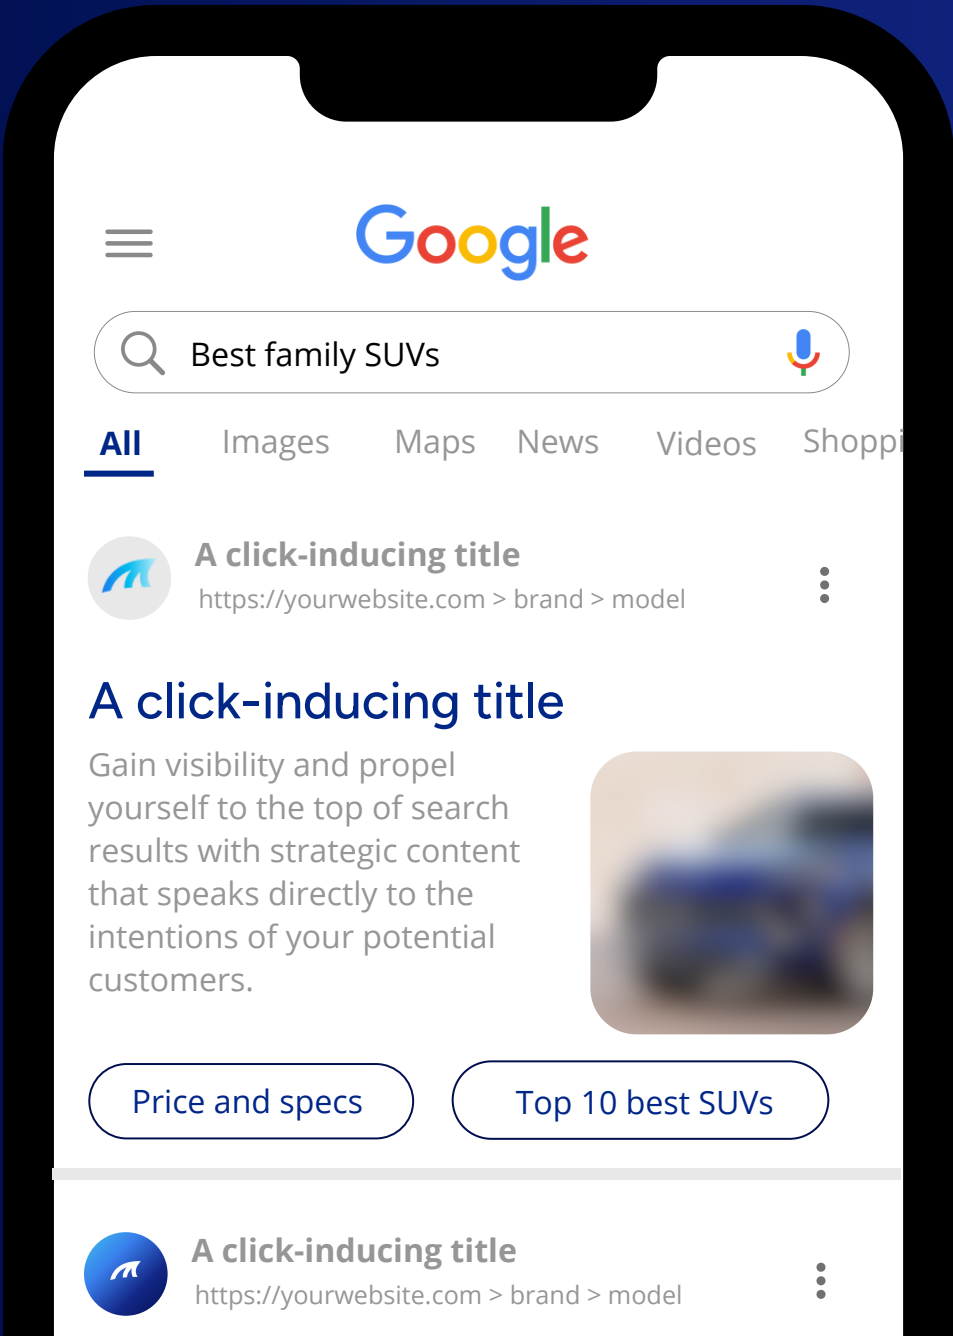 Google
Best family SUVs
All Images Maps News Videos Shoppi
A click-inducing title
https://yourwebsite.com > brand > model
A click-inducing title
Gain visibility and propel
yourself to the top of search
results with strategic content
that speaks directly to the
intentions of your potential
customers.
Price and specs Top 10 best SUVs
A click-inducing title
https://yourwebsite.com > brand > model